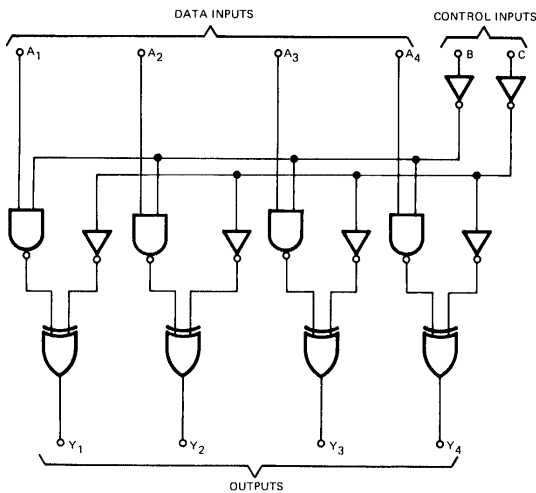 DATA INPUTS
CONTROL INPUTS
A1
A2
A3
A4
B
C
Y1
Y2
Y3
Y4
OUTPUTS